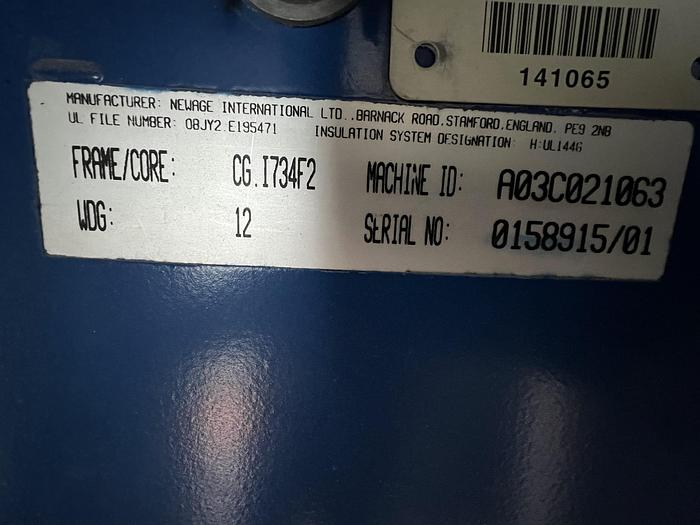 141065
MANUFACTURER: NEWAGE INTERNATIONAL LTD.,BARNACK ROAD,STAMFORD,ENGLAND. PE9 2NB
UL FILE NUMBER: OBJY2.E195471 INSULATION SYSTEM DESIGNATION: H:UL1446
FRAME/CORE: CG.I734F2 MACHINE ID: A03C021063
WDG: 12 SERIAL NO: 0158915/01